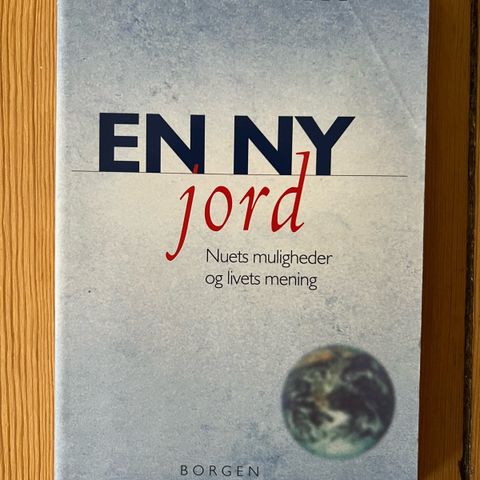 EN NY
jord
Nuets muligheder
og livets mening
BORGEN